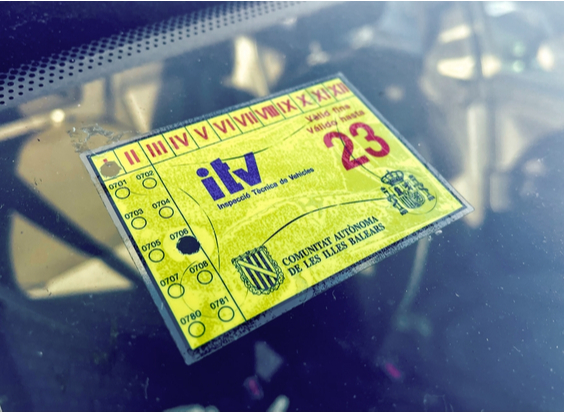 II III IV V VI VII VIII IX X XI XII
Vàlid fins
Válido hasta
23
itv
Inspecció Tècnica de Vehicles
0701 0702
0703 0704
0705 0706
0707 0708
0780 0781
COMUNITAT AUTÒNOMA
DE LES ILLES BALEARS